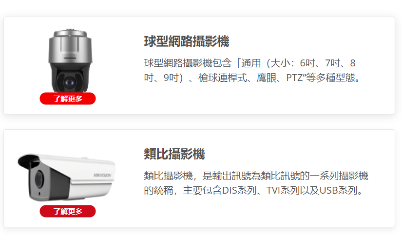 球型網路攝影機
球型網路攝影機包含「通用（大小：6吋、7吋、8
吋、9吋）、槍球連桿式、鷹眼、PTZ"等多種型態。
了解更多
類比攝影機
類比攝影機，是輸出訊號為類比訊號的一系列攝影機
的統稱，主要包含DIS系列、TVI系列以及USB系列。
了解更多